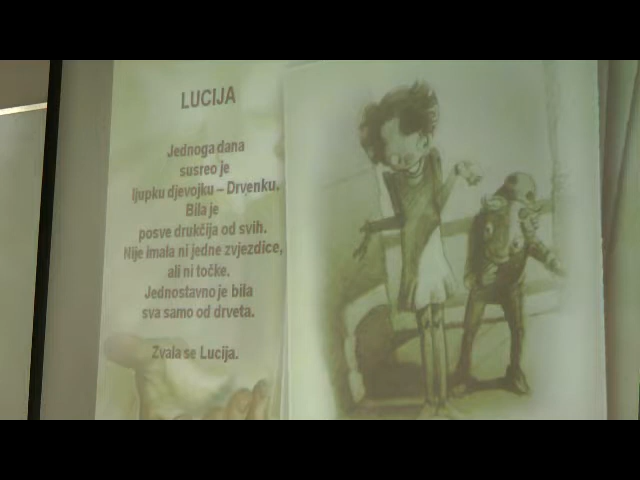 LUCIJA
Jednoga dana
susreo je
ljupku djevojku – Drvenku.
Bila je
posve drukčija od svih.
Nije imala ni jedne zvjezdice,
ali ni točke.
Jednostavno je bila
sva samo od drveta.
Zvala se Lucija.